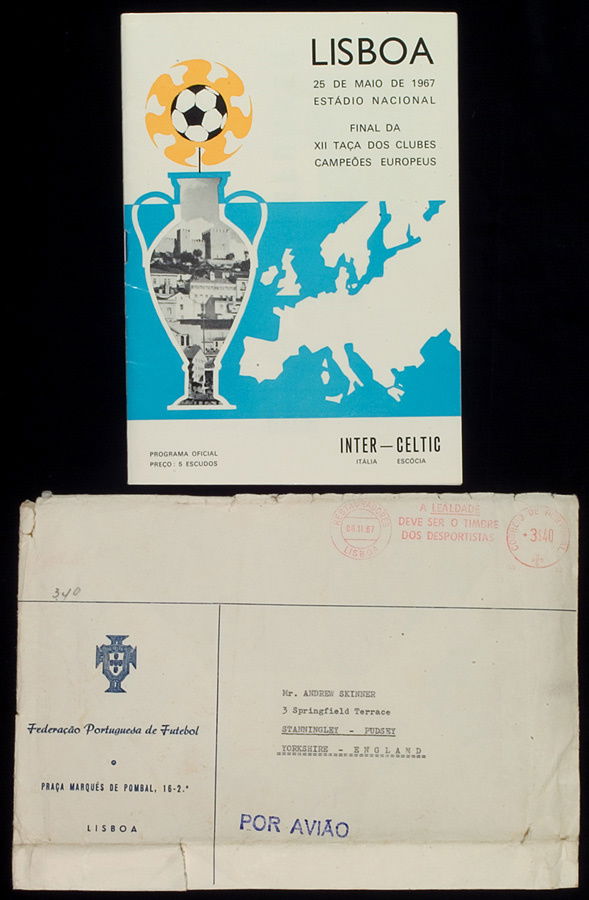 LISBOA
25 DE MAIO DE 1967
ESTÁDIO NACIONAL
FINAL DA
XII TAÇA DOS CLUBES
CAMPEÕES EUROPEUS
PROGRAMA OFICIAL
PREÇO: 5 ESCUDOS
INTER — CELTIC
ITÁLIA ESCÓCIA
RESTAURADORES
LISBOA
A LEALDADE
DEVE SER O TIMBRE
DOS DESPORTISTAS
CORREIO DE
3$40
340
Federação Portuguesa de Futebol
PRAÇA MARQUÊS DE POMBAL, 16-2.º
LISBOA
Mr. ANDREW SKINNER
3 Springfield Terrace
STANNINGLEY - PUDSEY
YORKSHIRE - ENGLAND
POR AVIÃO